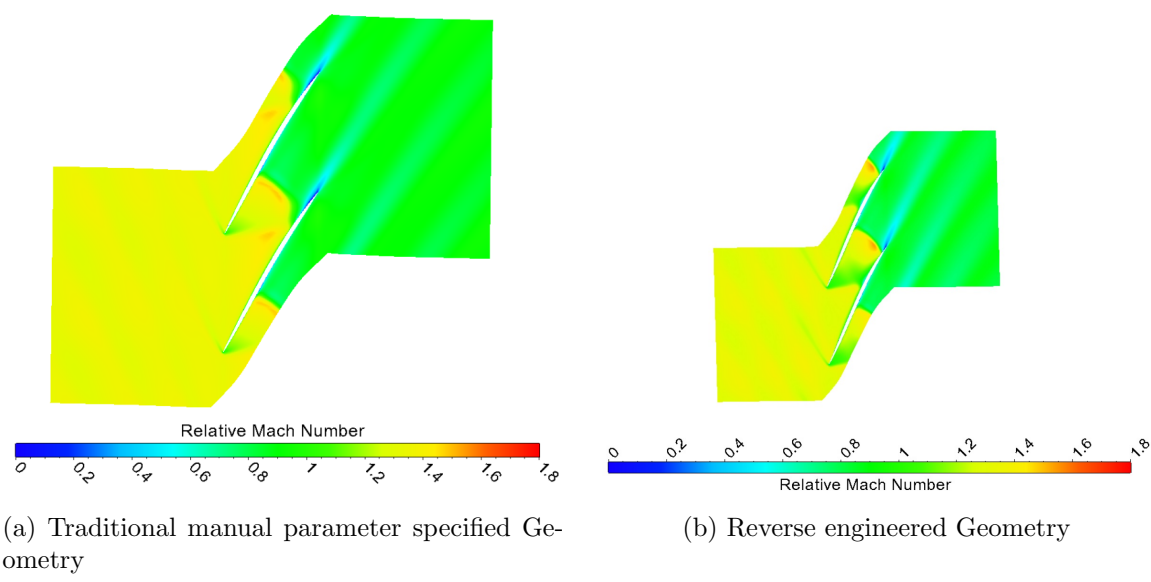 Relative Mach Number
0 0.2 0.4 0.6 0.8 1 1.2 1.4 1.6 1.8
(a) Traditional manual parameter specified Ge-
ometry
0 0.2 0.4 0.6 0.8 1 1.2 1.4 1.6 1.8
Relative Mach Number
(b) Reverse engineered Geometry